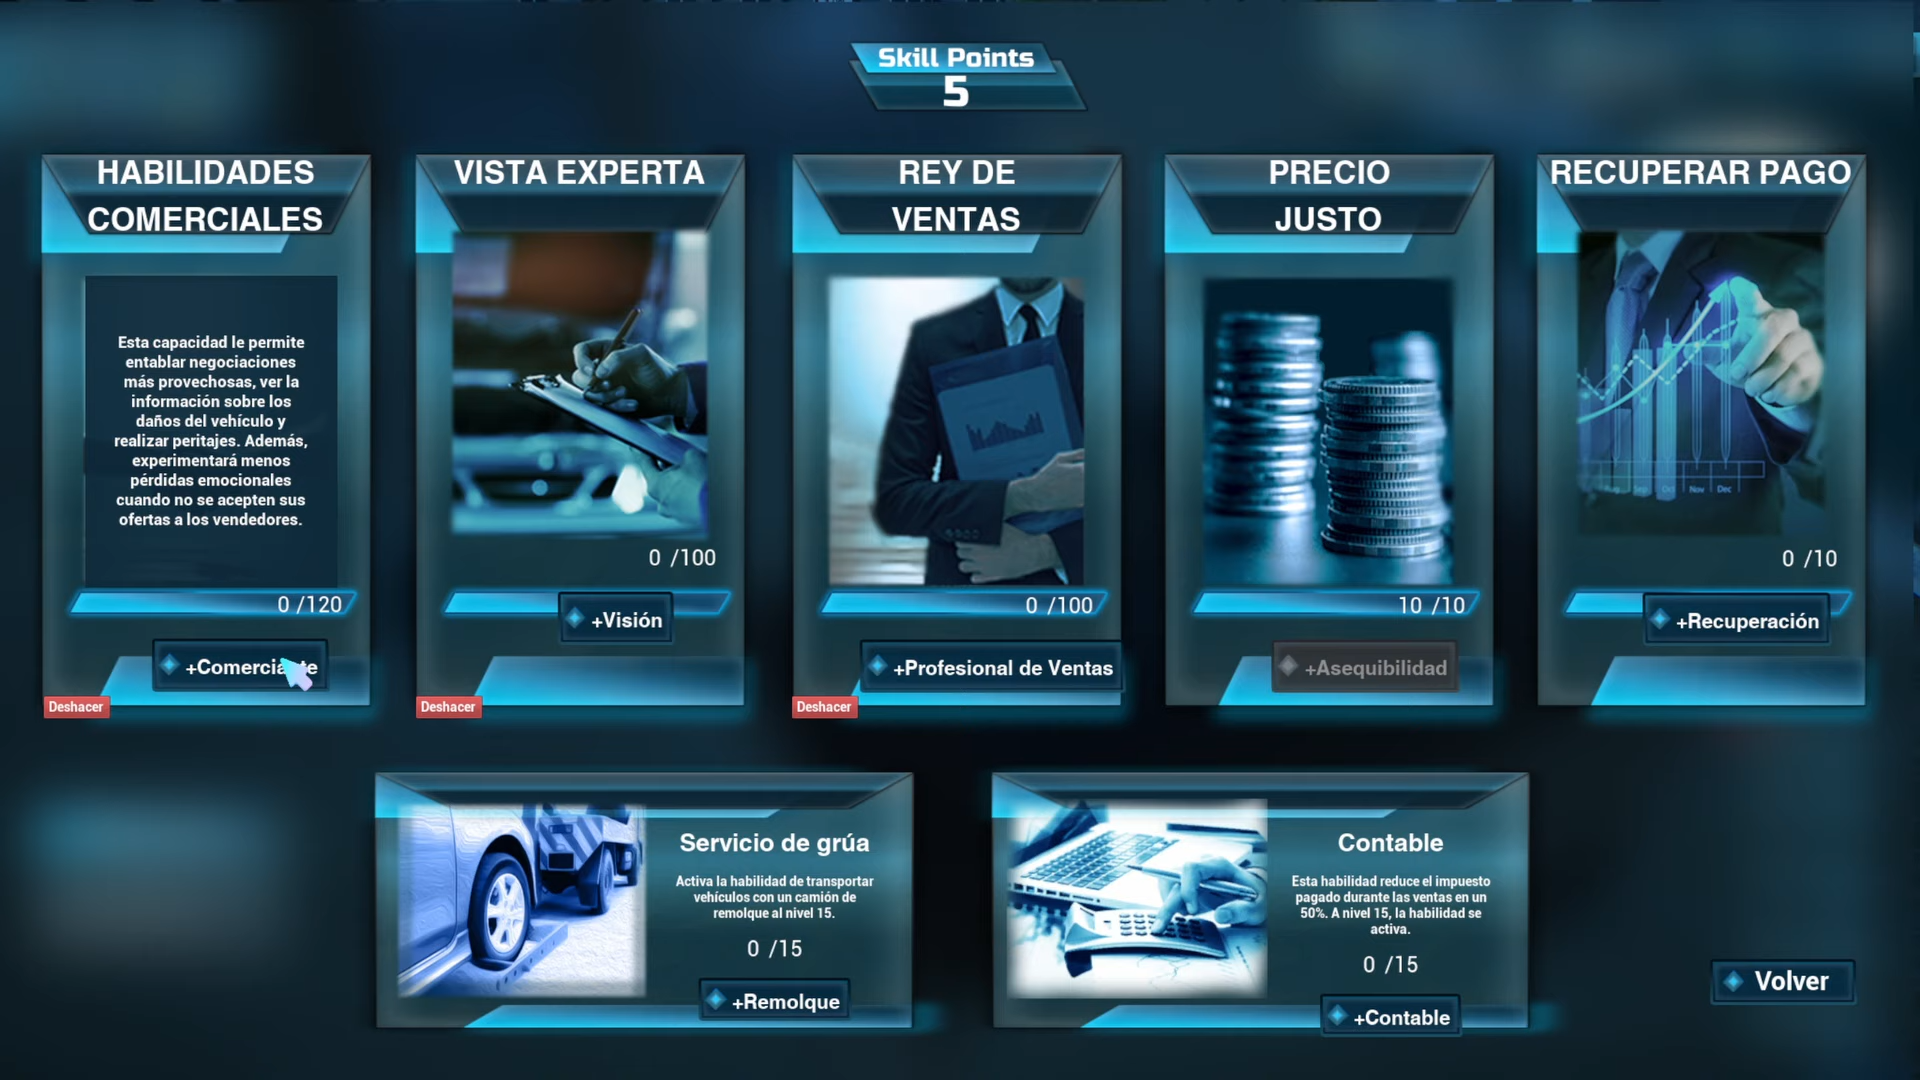 Skill Points
5
HABILIDADES
COMERCIALES
Esta capacidad le permite
entablar negociaciones
más provechosas, ver la
información sobre los
daños del vehículo y
realizar peritajes. Además,
experimentará menos
pérdidas emocionales
cuando no se acepten sus
ofertas a los vendedores.
0 /120
+Comerciante
Deshacer
VISTA EXPERTA
0 /100
+Visión
Deshacer
REY DE
VENTAS
0 /100
+Profesional de Ventas
Deshacer
PRECIO
JUSTO
10 /10
+Asequibilidad
RECUPERAR PAGO
Oct Nov Dec
0 /10
+Recuperación
Servicio de grúa
Activa la habilidad de transportar
vehículos con un camión de
remolque al nivel 15.
0 /15
+Remolque
Contable
Esta habilidad reduce el impuesto
pagado durante las ventas en un
50%. A nivel 15, la habilidad se
activa.
0 /15
+Contable
Volver